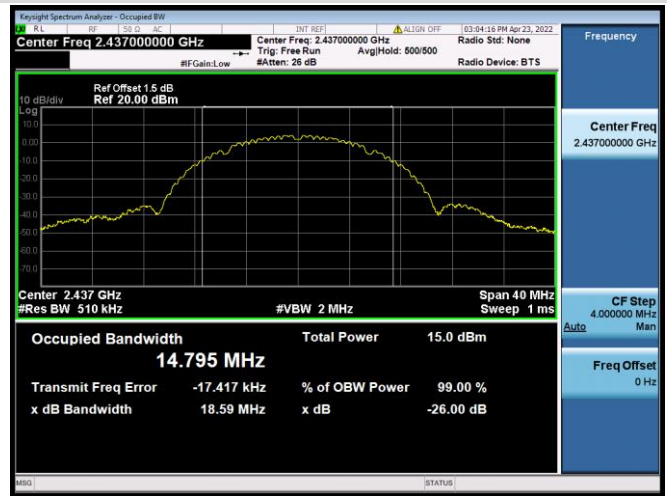 Keysight Spectrum Analyzer - Occupied BW
RL RF 50 Ω AC INT REF ALIGN OFF 03:04:16 PM Apr 23, 2022
Center Freq 2.437000000 GHz Center Freq: 2.437000000 GHz Radio Std: None Frequency
Trig: Free Run Avg|Hold: 500/500
#IFGain:Low #Atten: 26 dB Radio Device: BTS
Ref Offset 1.5 dB
10 dB/div Ref 20.00 dBm
Log
10.0
0.00
-10.0
-20.0
-30.0
-40.0
-50.0
-60.0
-70.0
Center Freq
2.437000000 GHz
Center 2.437 GHz Span 40 MHz
#Res BW 510 kHz #VBW 2 MHz Sweep 1 ms
CF Step
4.000000 MHz
Auto Man
Occupied Bandwidth Total Power 15.0 dBm
14.795 MHz
Transmit Freq Error -17.417 kHz % of OBW Power 99.00 %
x dB Bandwidth 18.59 MHz x dB -26.00 dB
Freq Offset
0 Hz
MSG STATUS